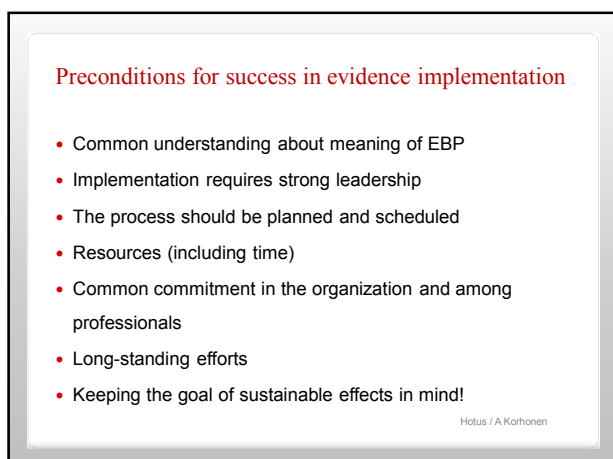 Preconditions for success in evidence implementation
• Common understanding about meaning of EBP
• Implementation requires strong leadership
• The process should be planned and scheduled
• Resources (including time)
• Common commitment in the organization and among
professionals
• Long-standing efforts
• Keeping the goal of sustainable effects in mind!
Hotus / A Korhonen